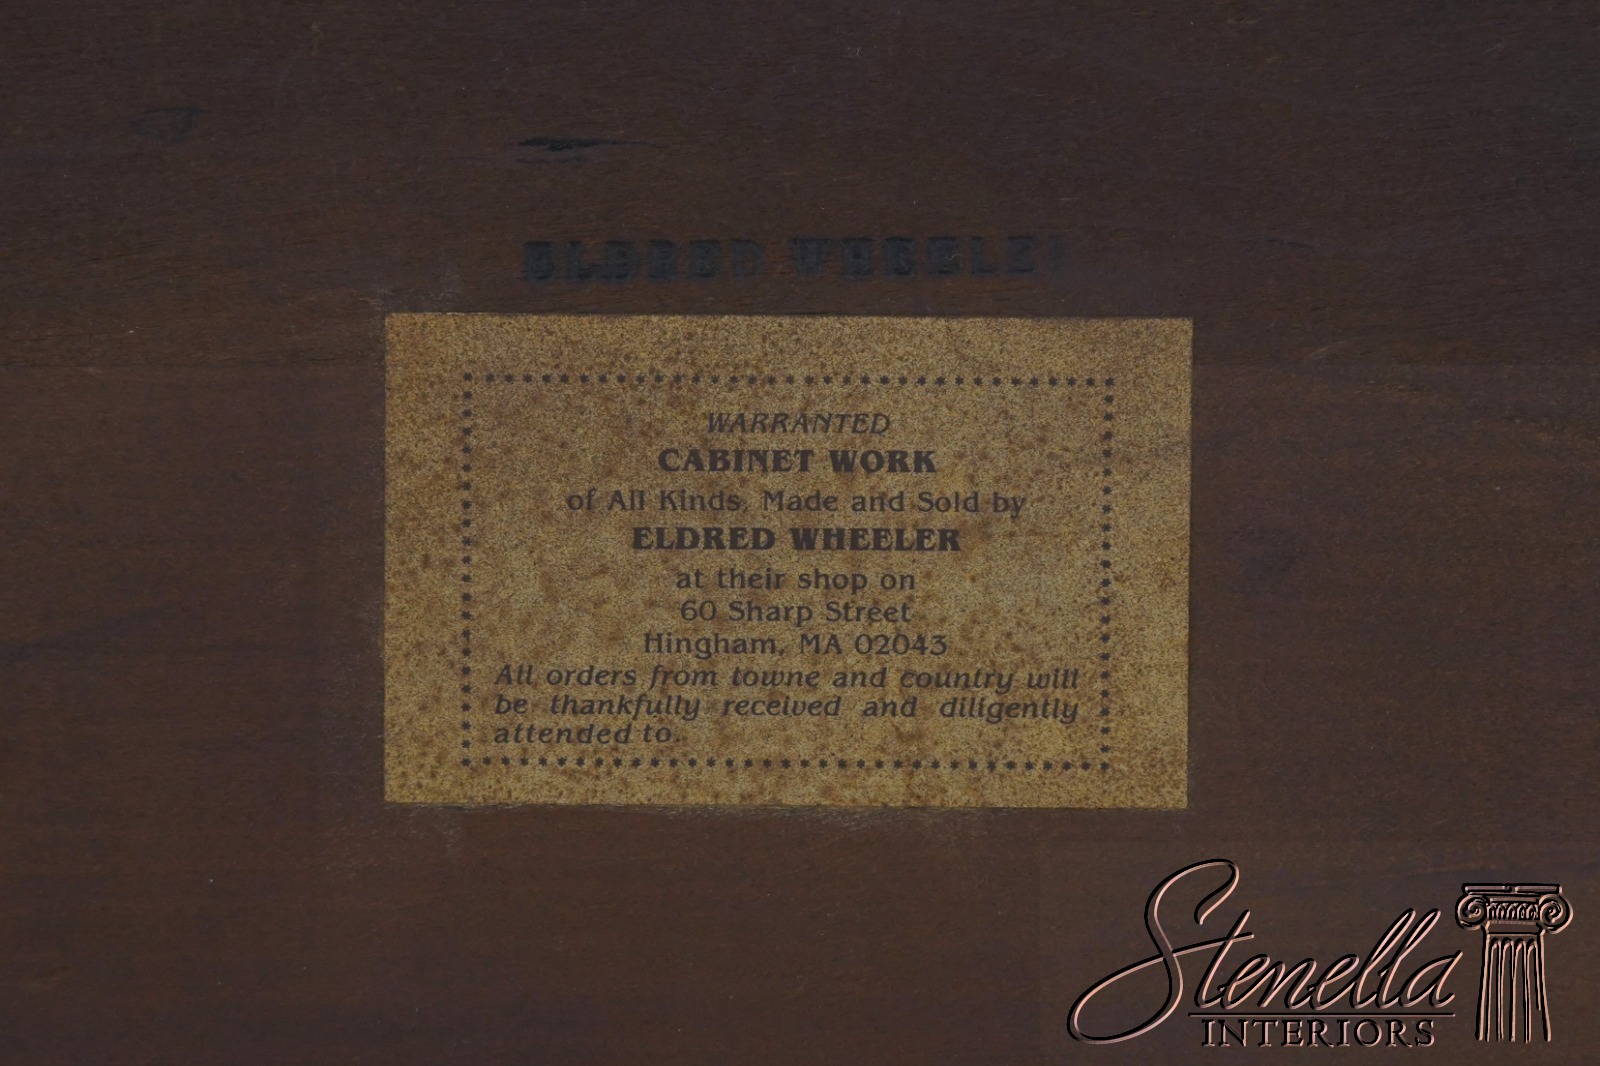 ELDRED WHEELER
WARRANTED
CABINET WORK
of All Kinds, Made and Sold by
ELDRED WHEELER
at their shop on
60 Sharp Street
Hingham, MA 02043
All orders from towne and country will
be thankfully received and diligently
attended to.
Stenella
INTERIORS